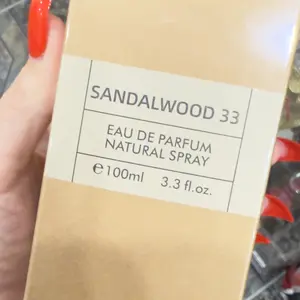 SANDALWOOD 33
EAU DE PARFUM
NATURAL SPRAY
℮100ml 3.3 fl.oz.